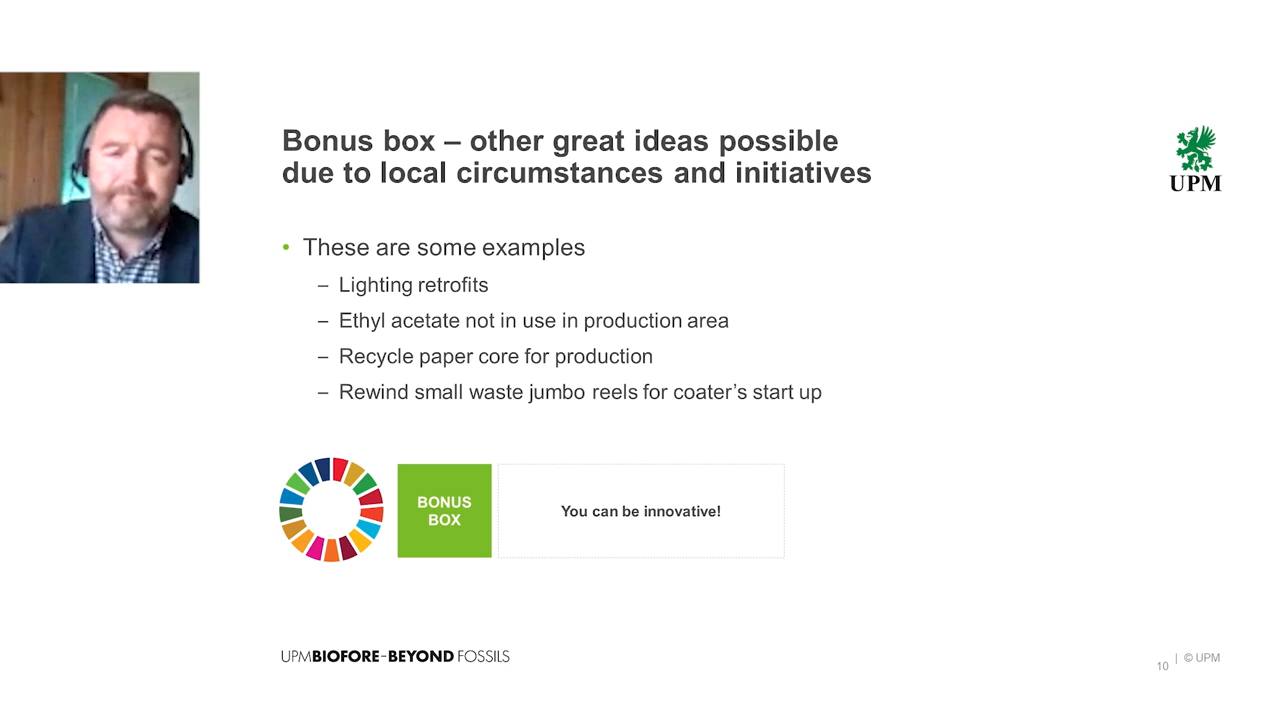 Bonus box – other great ideas possible
due to local circumstances and initiatives
UPM
• These are some examples
– Lighting retrofits
– Ethyl acetate not in use in production area
– Recycle paper core for production
– Rewind small waste jumbo reels for coater’s start up
BONUS
BOX
You can be innovative!
UPMBIOFORE–BEYOND FOSSILS
10 | © UPM